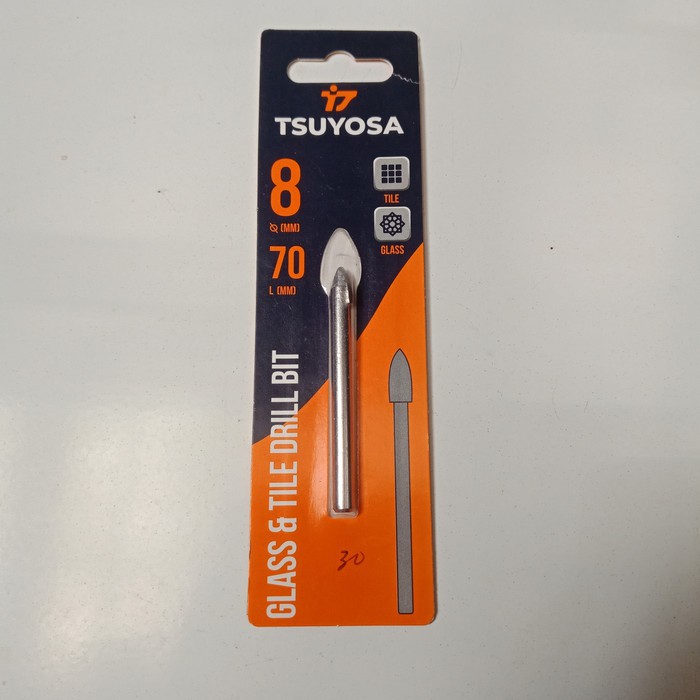 TSUYOSA
8
Ø (MM)
70
L (MM)
TILE
GLASS
GLASS & TILE DRILL BIT
30